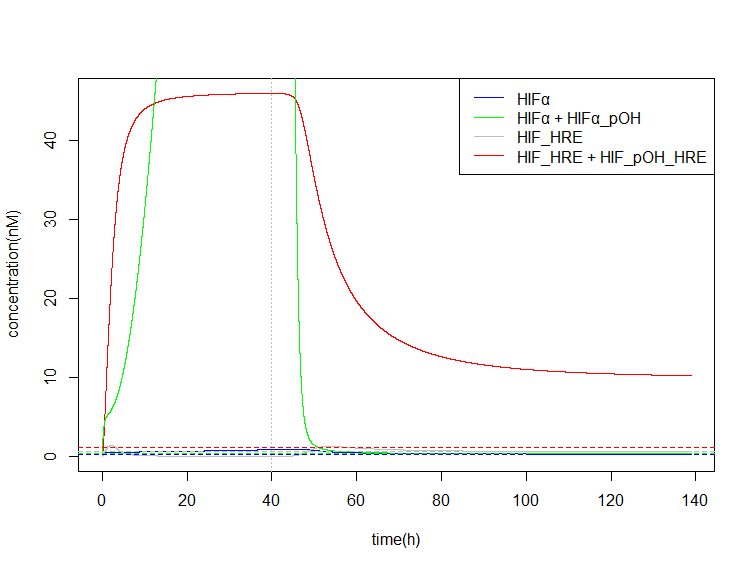 HIFα
HIFα + HIFα_pOH
HIF_HRE
HIF_HRE + HIF_pOH_HRE
concentration(nM)
40
30
20
10
0
0 20 40 60 80 100 120 140
time(h)